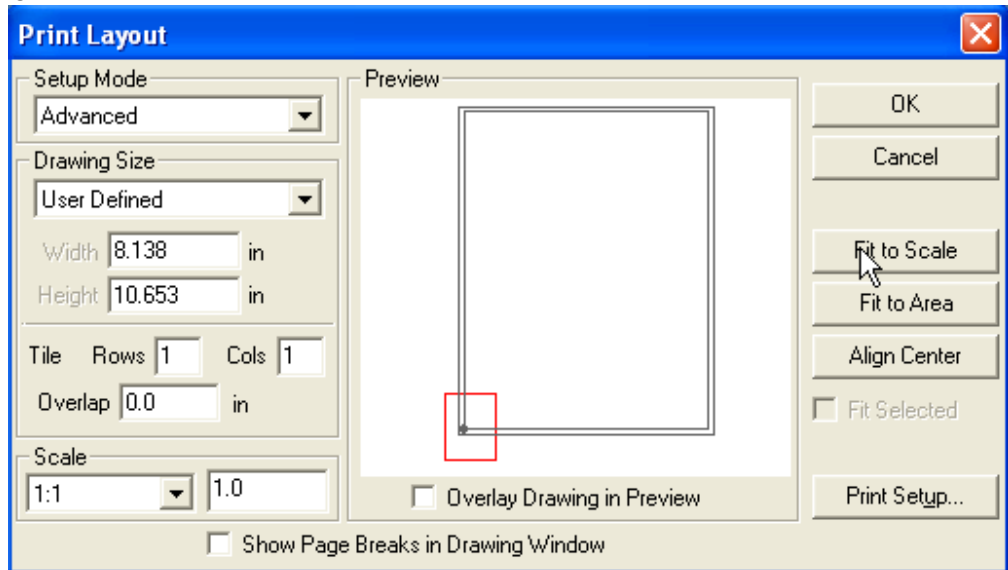 Print Layout
Setup Mode
Advanced
Drawing Size
User Defined
Width 8.138 in
Height 10.653 in
Tile Rows 1 Cols 1
Overlap 0.0 in
Scale
1:1 1.0
Preview
Overlay Drawing in Preview
Show Page Breaks in Drawing Window
OK
Cancel
Fit to Scale
Fit to Area
Align Center
Fit Selected
Print Setup...